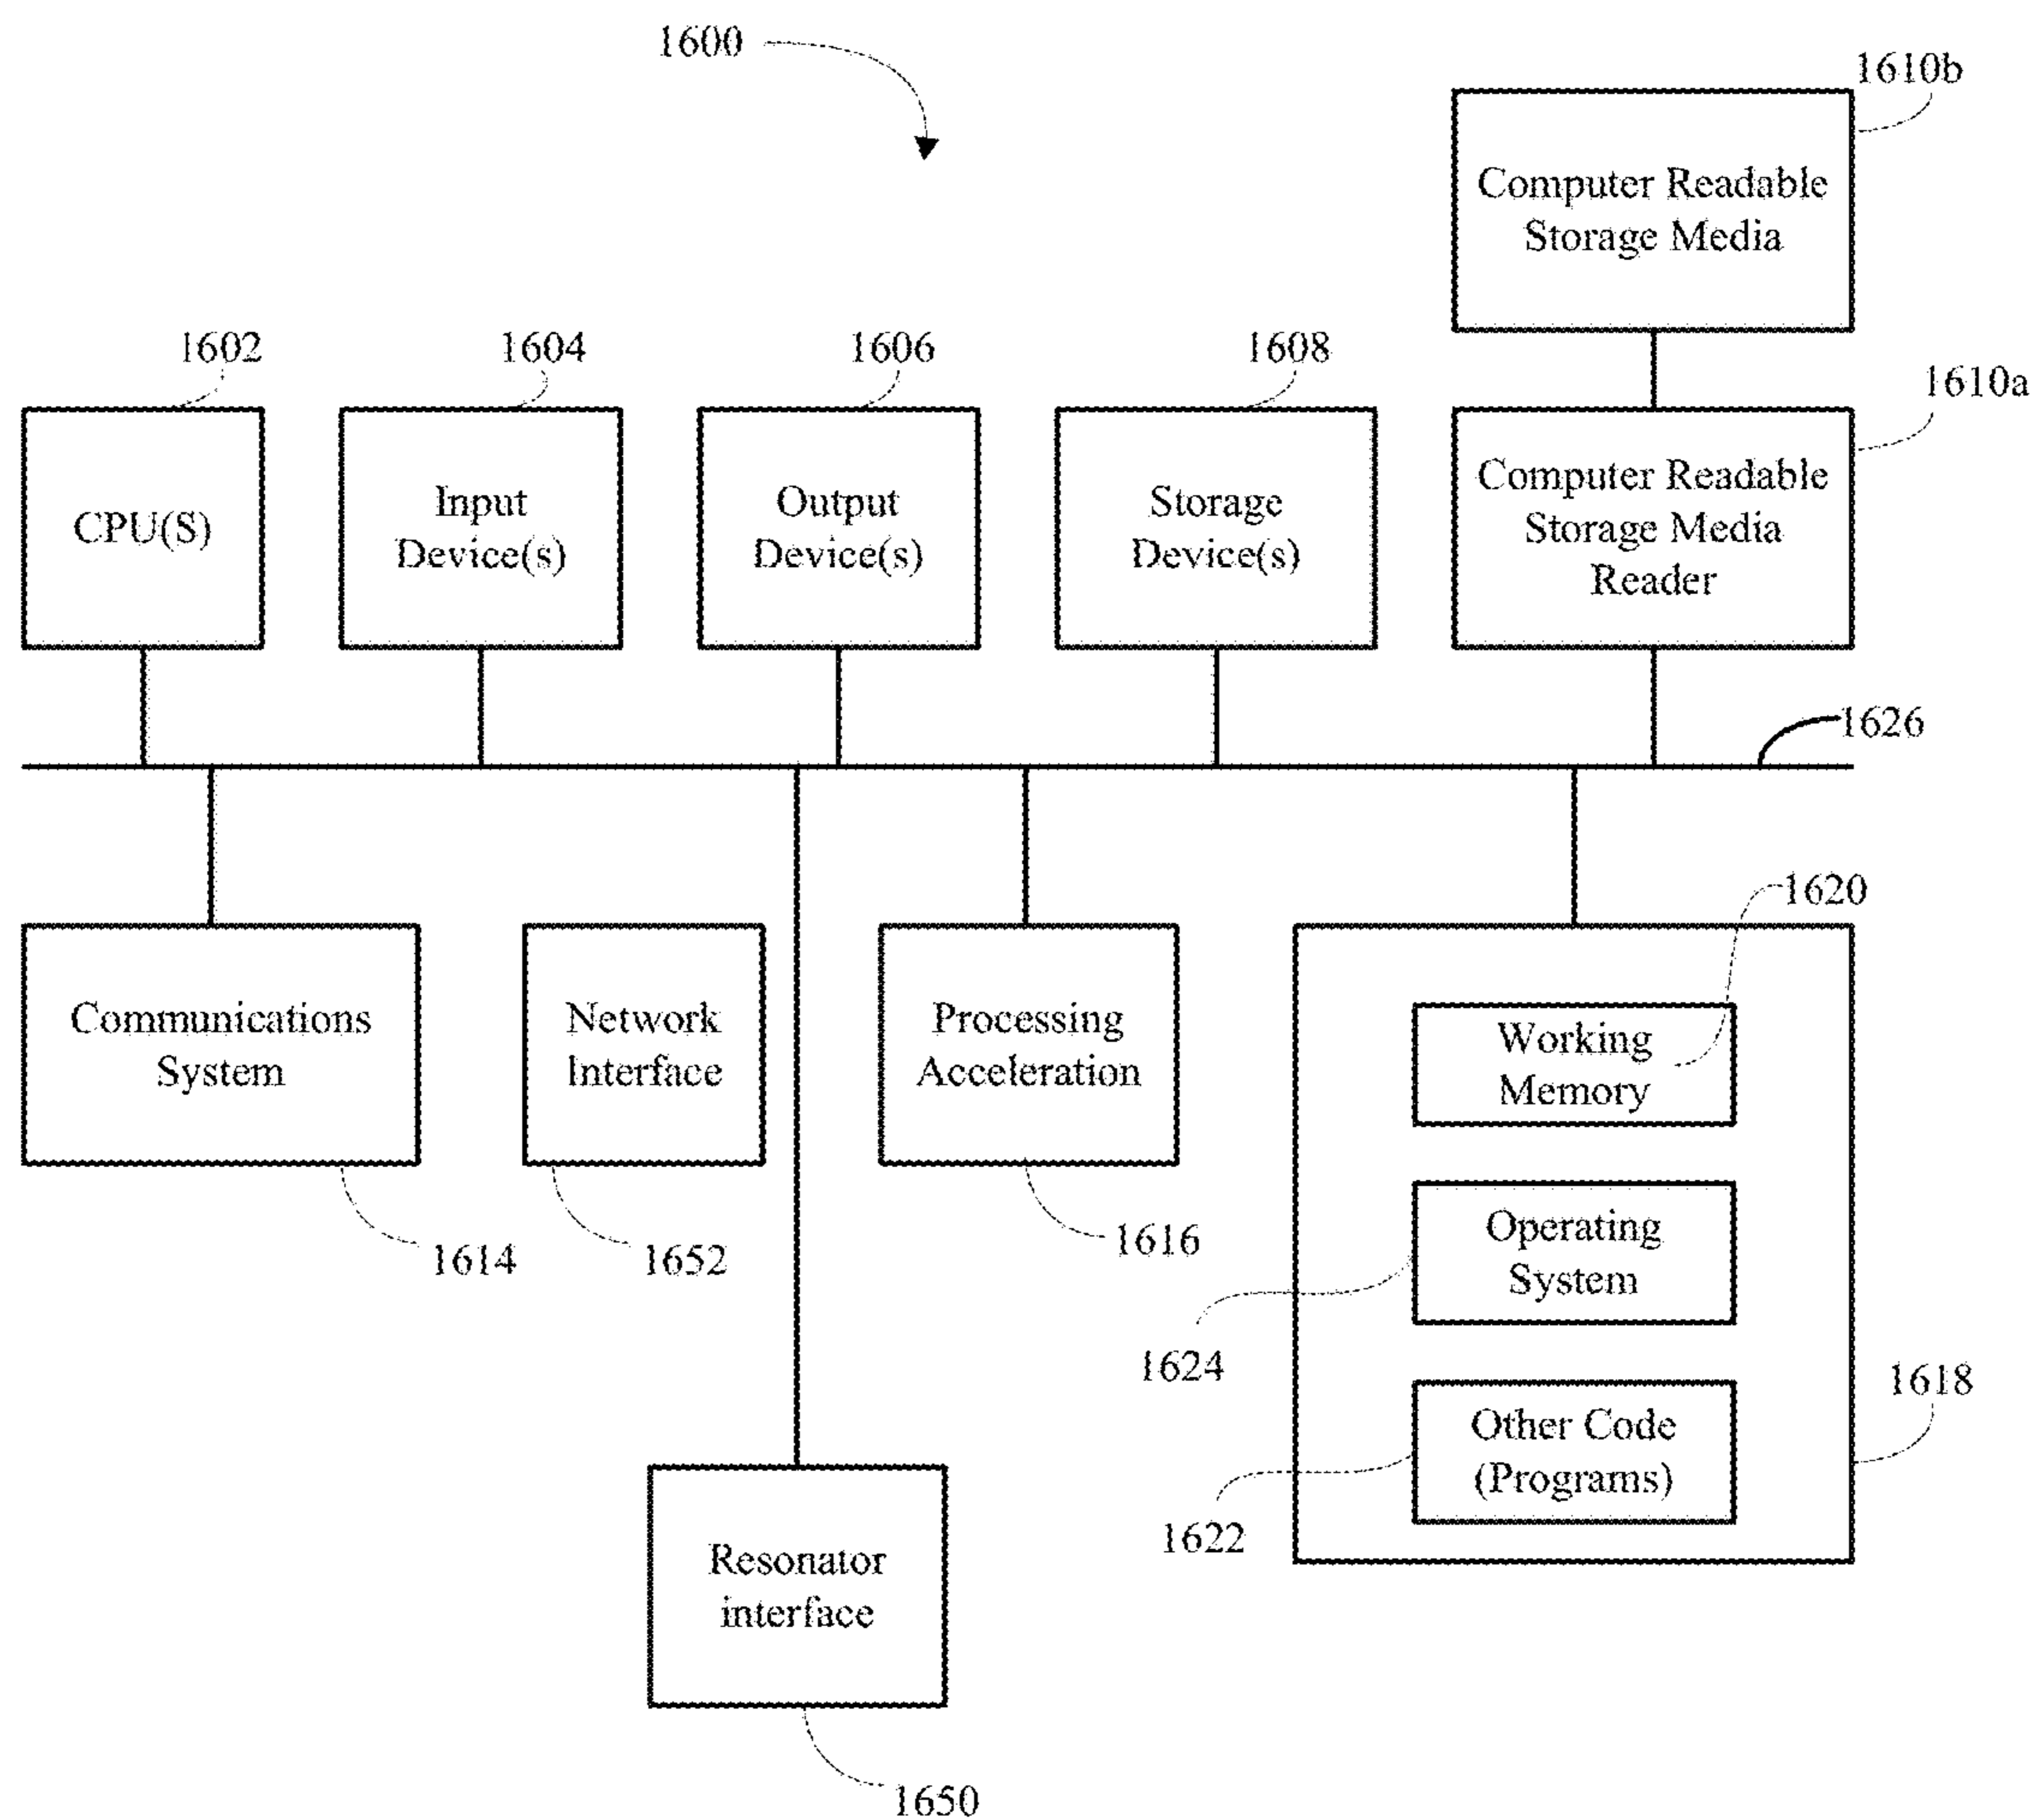 1600
1610b
Computer Readable
Storage Media
1602
1604
1606
1608
1610a
CPU(S)
Input
Device(s)
Output
Device(s)
Storage
Device(s)
Computer Readable
Storage Media
Reader
1626
1620
Communications
System
Network
Interface
Processing
Acceleration
Working
Memory
1614
1652
1616
Operating
System
1624
1618
Other Code
(Programs)
1622
Resonator
interface
1650